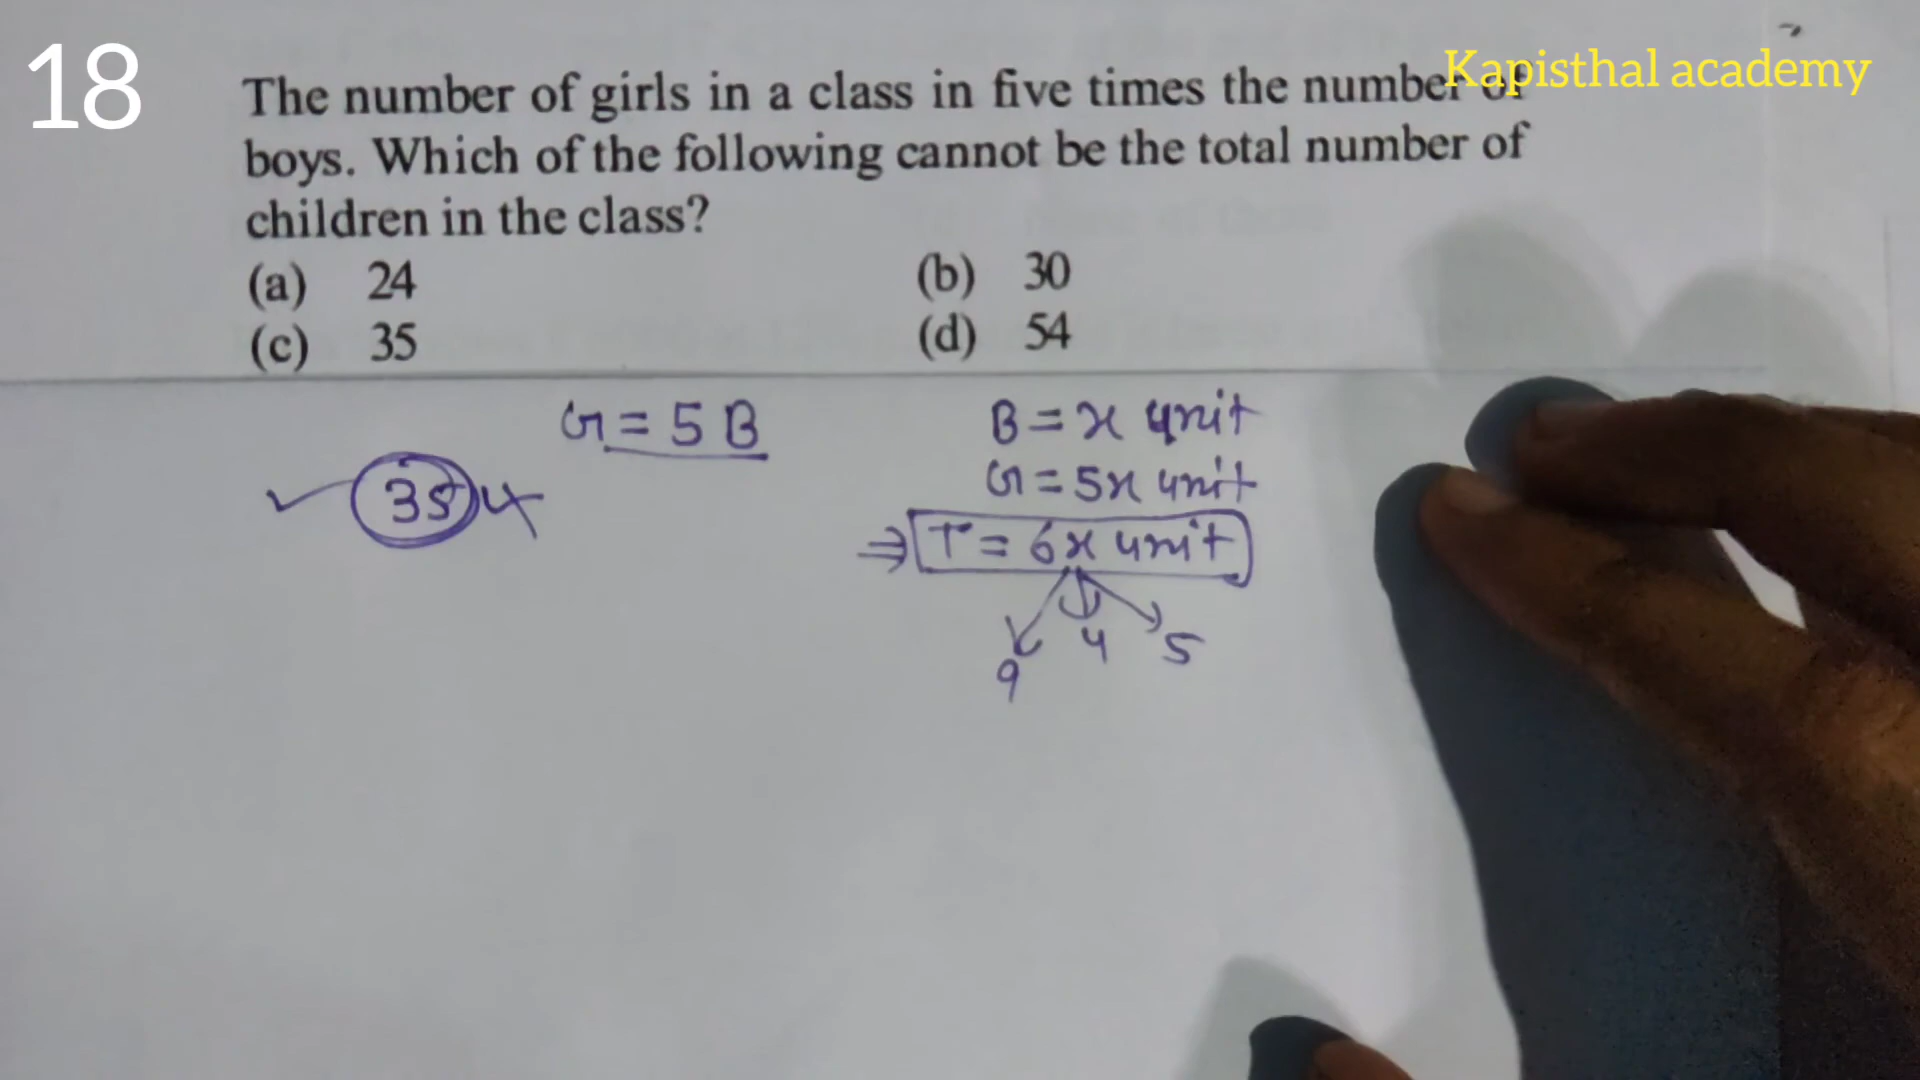 18
Kapisthal academy
The number of girls in a class in five times the number of
boys. Which of the following cannot be the total number of
children in the class?
(a) 24 (b) 30
(c) 35 (d) 54
G = 5 B
B = x unit
G = 5x unit
35
⇒ T = 6x unit
9 4 5